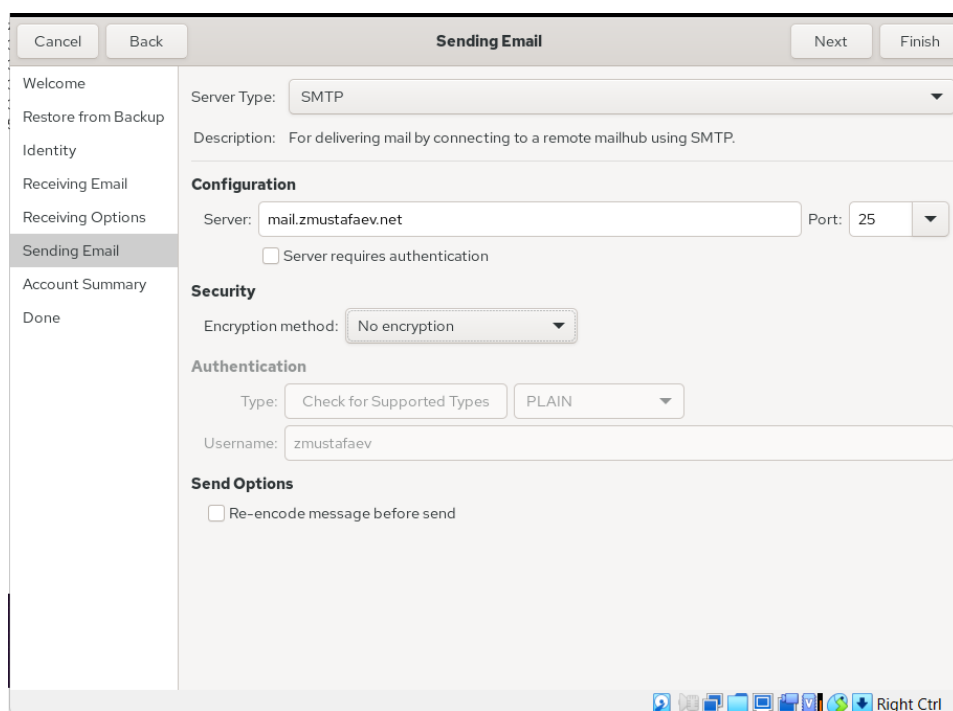 Cancel Back Sending Email Next Finish
Welcome
Restore from Backup
Identity
Receiving Email
Receiving Options
Sending Email
Account Summary
Done
Server Type: SMTP
Description: For delivering mail by connecting to a remote mailhub using SMTP.
Configuration
Server: mail.zmustafaev.net Port: 25
Server requires authentication
Security
Encryption method: No encryption
Authentication
Type: Check for Supported Types PLAIN
Username: zmustafaev
Send Options
Re-encode message before send
Right Ctrl